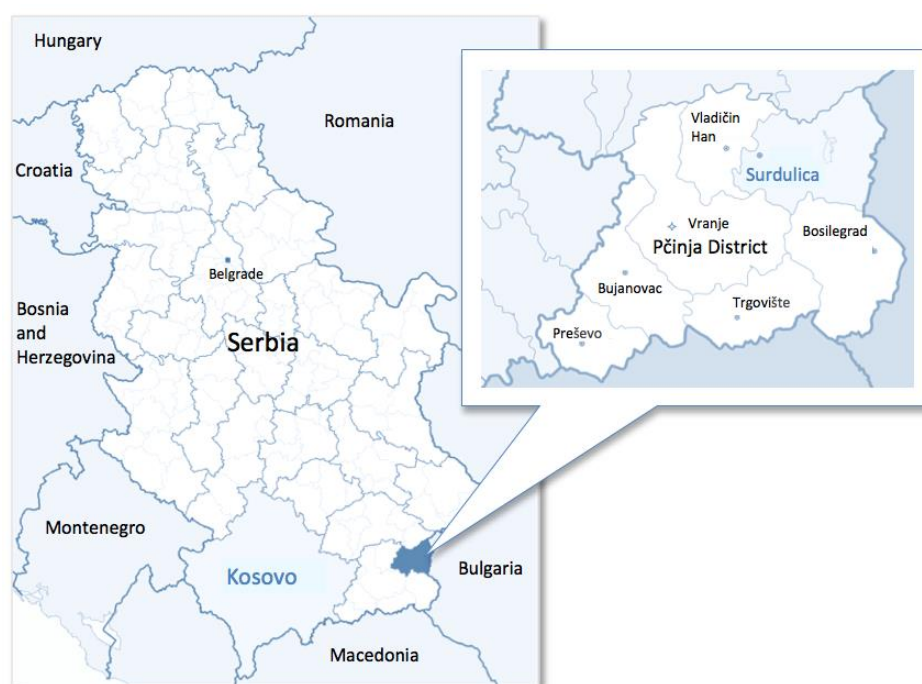 Hungary
Romania
Croatia
Belgrade
Bosnia
and
Herzegovina
Serbia
Montenegro
Kosovo
Bulgaria
Macedonia
Vladičin
Han
Surdulica
Vranje
Bosilegrad
Pčinja District
Bujanovac
Trgovište
Preševo